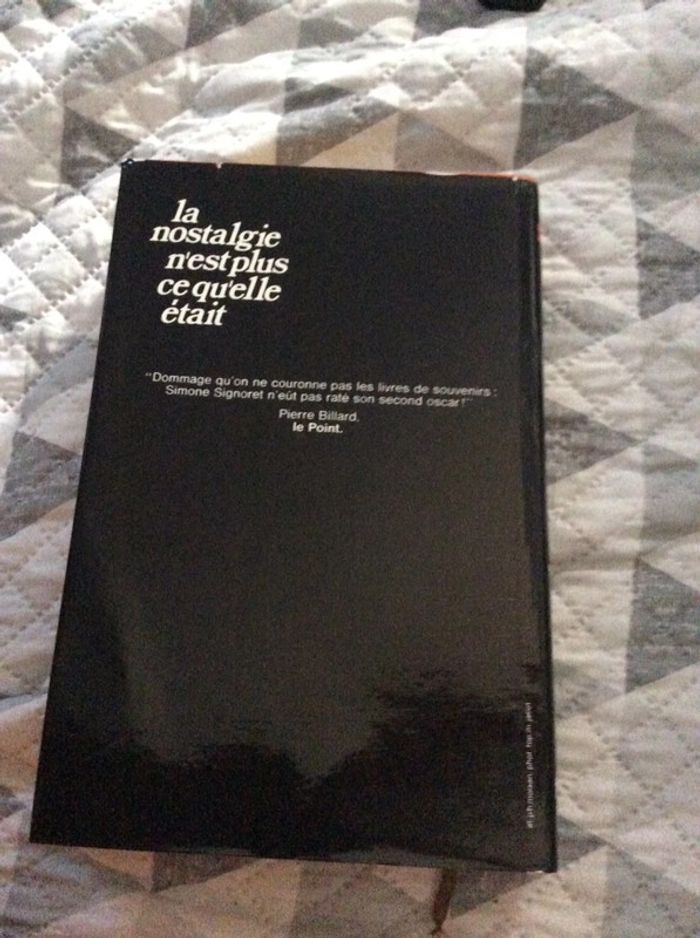 la
nostalgie
n'est plus
ce qu'elle
était
"Dommage qu'on ne couronne pas les livres de souvenirs :
Simone Signoret n'eût pas raté son second oscar!"
Pierre Billard,
le Point.